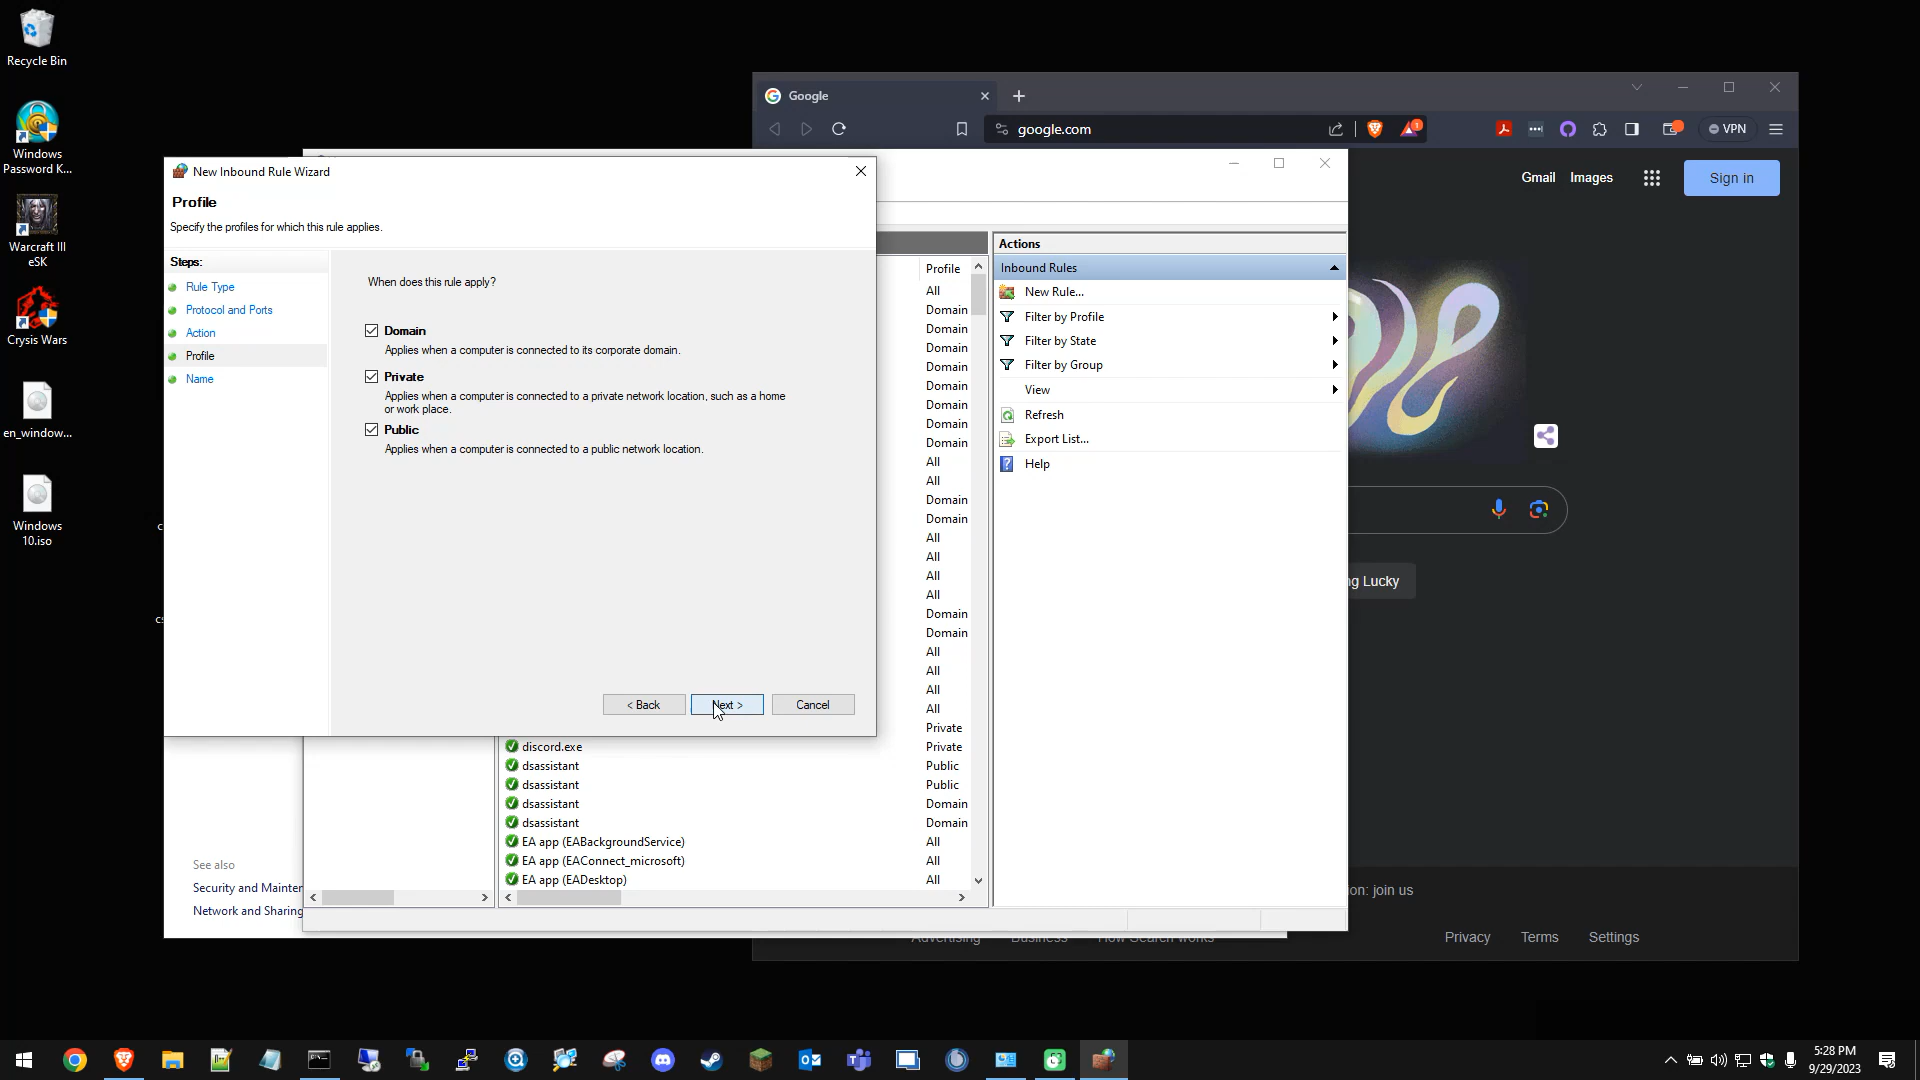 Recycle Bin
Windows
Password K...
Warcraft III
eSK
Crysis Wars
en_window...
Windows
10.iso
Google
google.com
1
VPN
Gmail
Images
Sign in
ng Lucky
ion: join us
Advertising
Business
How Search works
Privacy
Terms
Settings
New Inbound Rule Wizard
Profile
Specify the profiles for which this rule applies.
Steps:
Rule Type
Protocol and Ports
Action
Profile
Name
When does this rule apply?
Domain
Applies when a computer is connected to its corporate domain.
Private
Applies when a computer is connected to a private network location, such as a home
or work place.
Public
Applies when a computer is connected to a public network location.
< Back
Next >
Cancel
Profile
All
Domain
Domain
Domain
Domain
Domain
Domain
Domain
Domain
All
All
Domain
Domain
All
All
All
All
Domain
Domain
All
All
All
All
Private
discord.exe Private
dsassistant Public
dsassistant Public
dsassistant Domain
dsassistant Domain
EA app (EABackgroundService) All
EA app (EAConnect_microsoft) All
EA app (EADesktop) All
Actions
Inbound Rules
New Rule...
Filter by Profile
Filter by State
Filter by Group
View
Refresh
Export List...
Help
See also
Security and Mainten
Network and Sharing
5:28 PM
9/29/2023